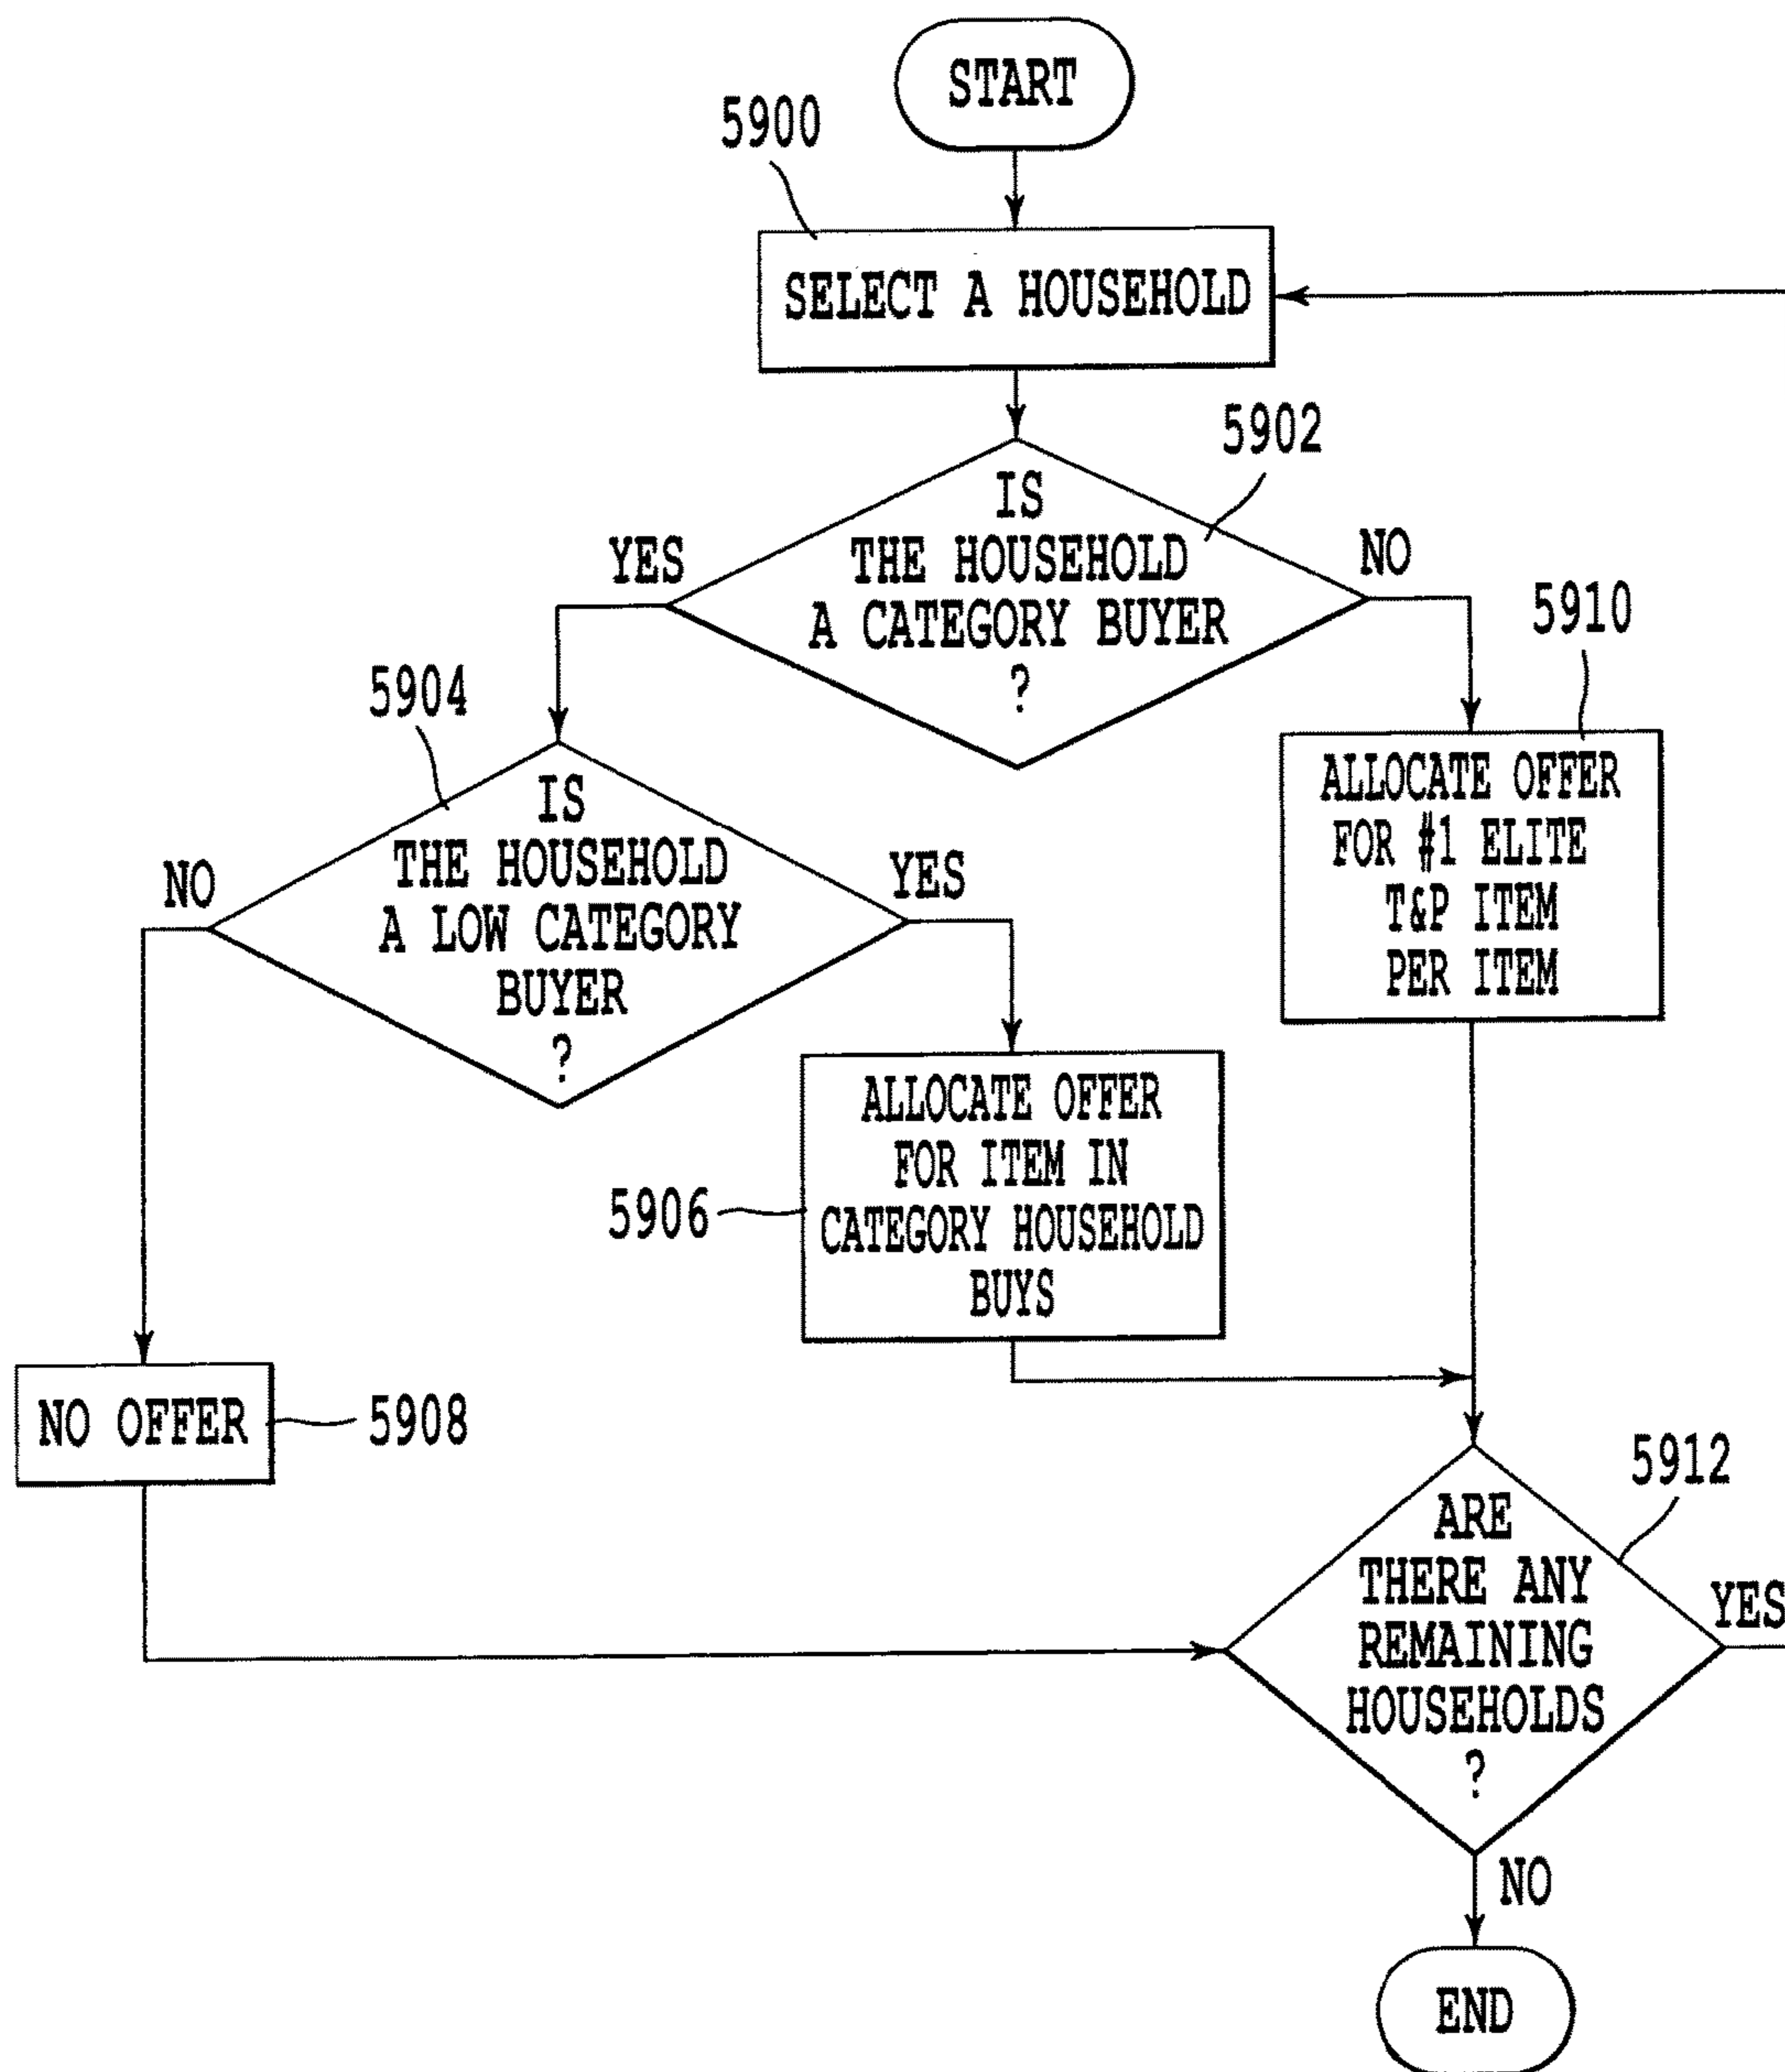 START
5900
SELECT A HOUSEHOLD
5902
IS
THE HOUSEHOLD
A CATEGORY BUYER
?
YES
NO
5910
ALLOCATE OFFER
FOR #1 ELITE
T&P ITEM
PER ITEM
5904
IS
THE HOUSEHOLD
A LOW CATEGORY
BUYER
?
NO
YES
5906
ALLOCATE OFFER
FOR ITEM IN
CATEGORY HOUSEHOLD
BUYS
NO OFFER
5908
5912
ARE
THERE ANY
REMAINING
HOUSEHOLDS
?
YES
NO
END